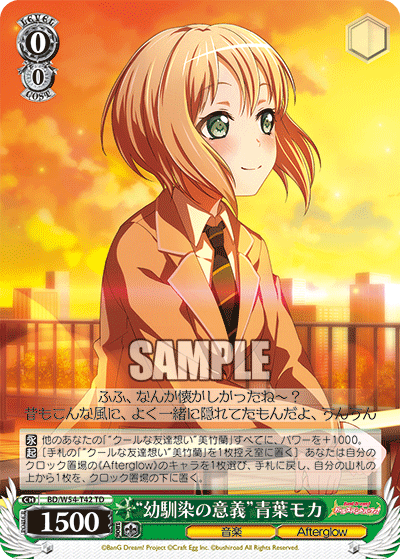 LEVEL
0
0
COST
SAMPLE
ふふ、なんか懐かしかったね~?
昔もこんな風に、よく一緒に隠れてたもんだよ、うんうん
永 他のあなたの「“クールな友達想い”美竹蘭」すべてに、パワーを+1000。
起 [手札の「“クールな友達想い”美竹蘭」を1枚控え室に置く] あなたは自分の
クロック置場の《Afterglow》のキャラを1枚選び、手札に戻し、自分の山札
から1枚を、クロック置場に置く。
CH BD/WS4-T42 TD
“幼馴染の意義”青葉モカ
1500
音楽
Afterglow
©BanG Dream! Project ©Craft Egg Inc. ©bushiroad All Rights Reserved.